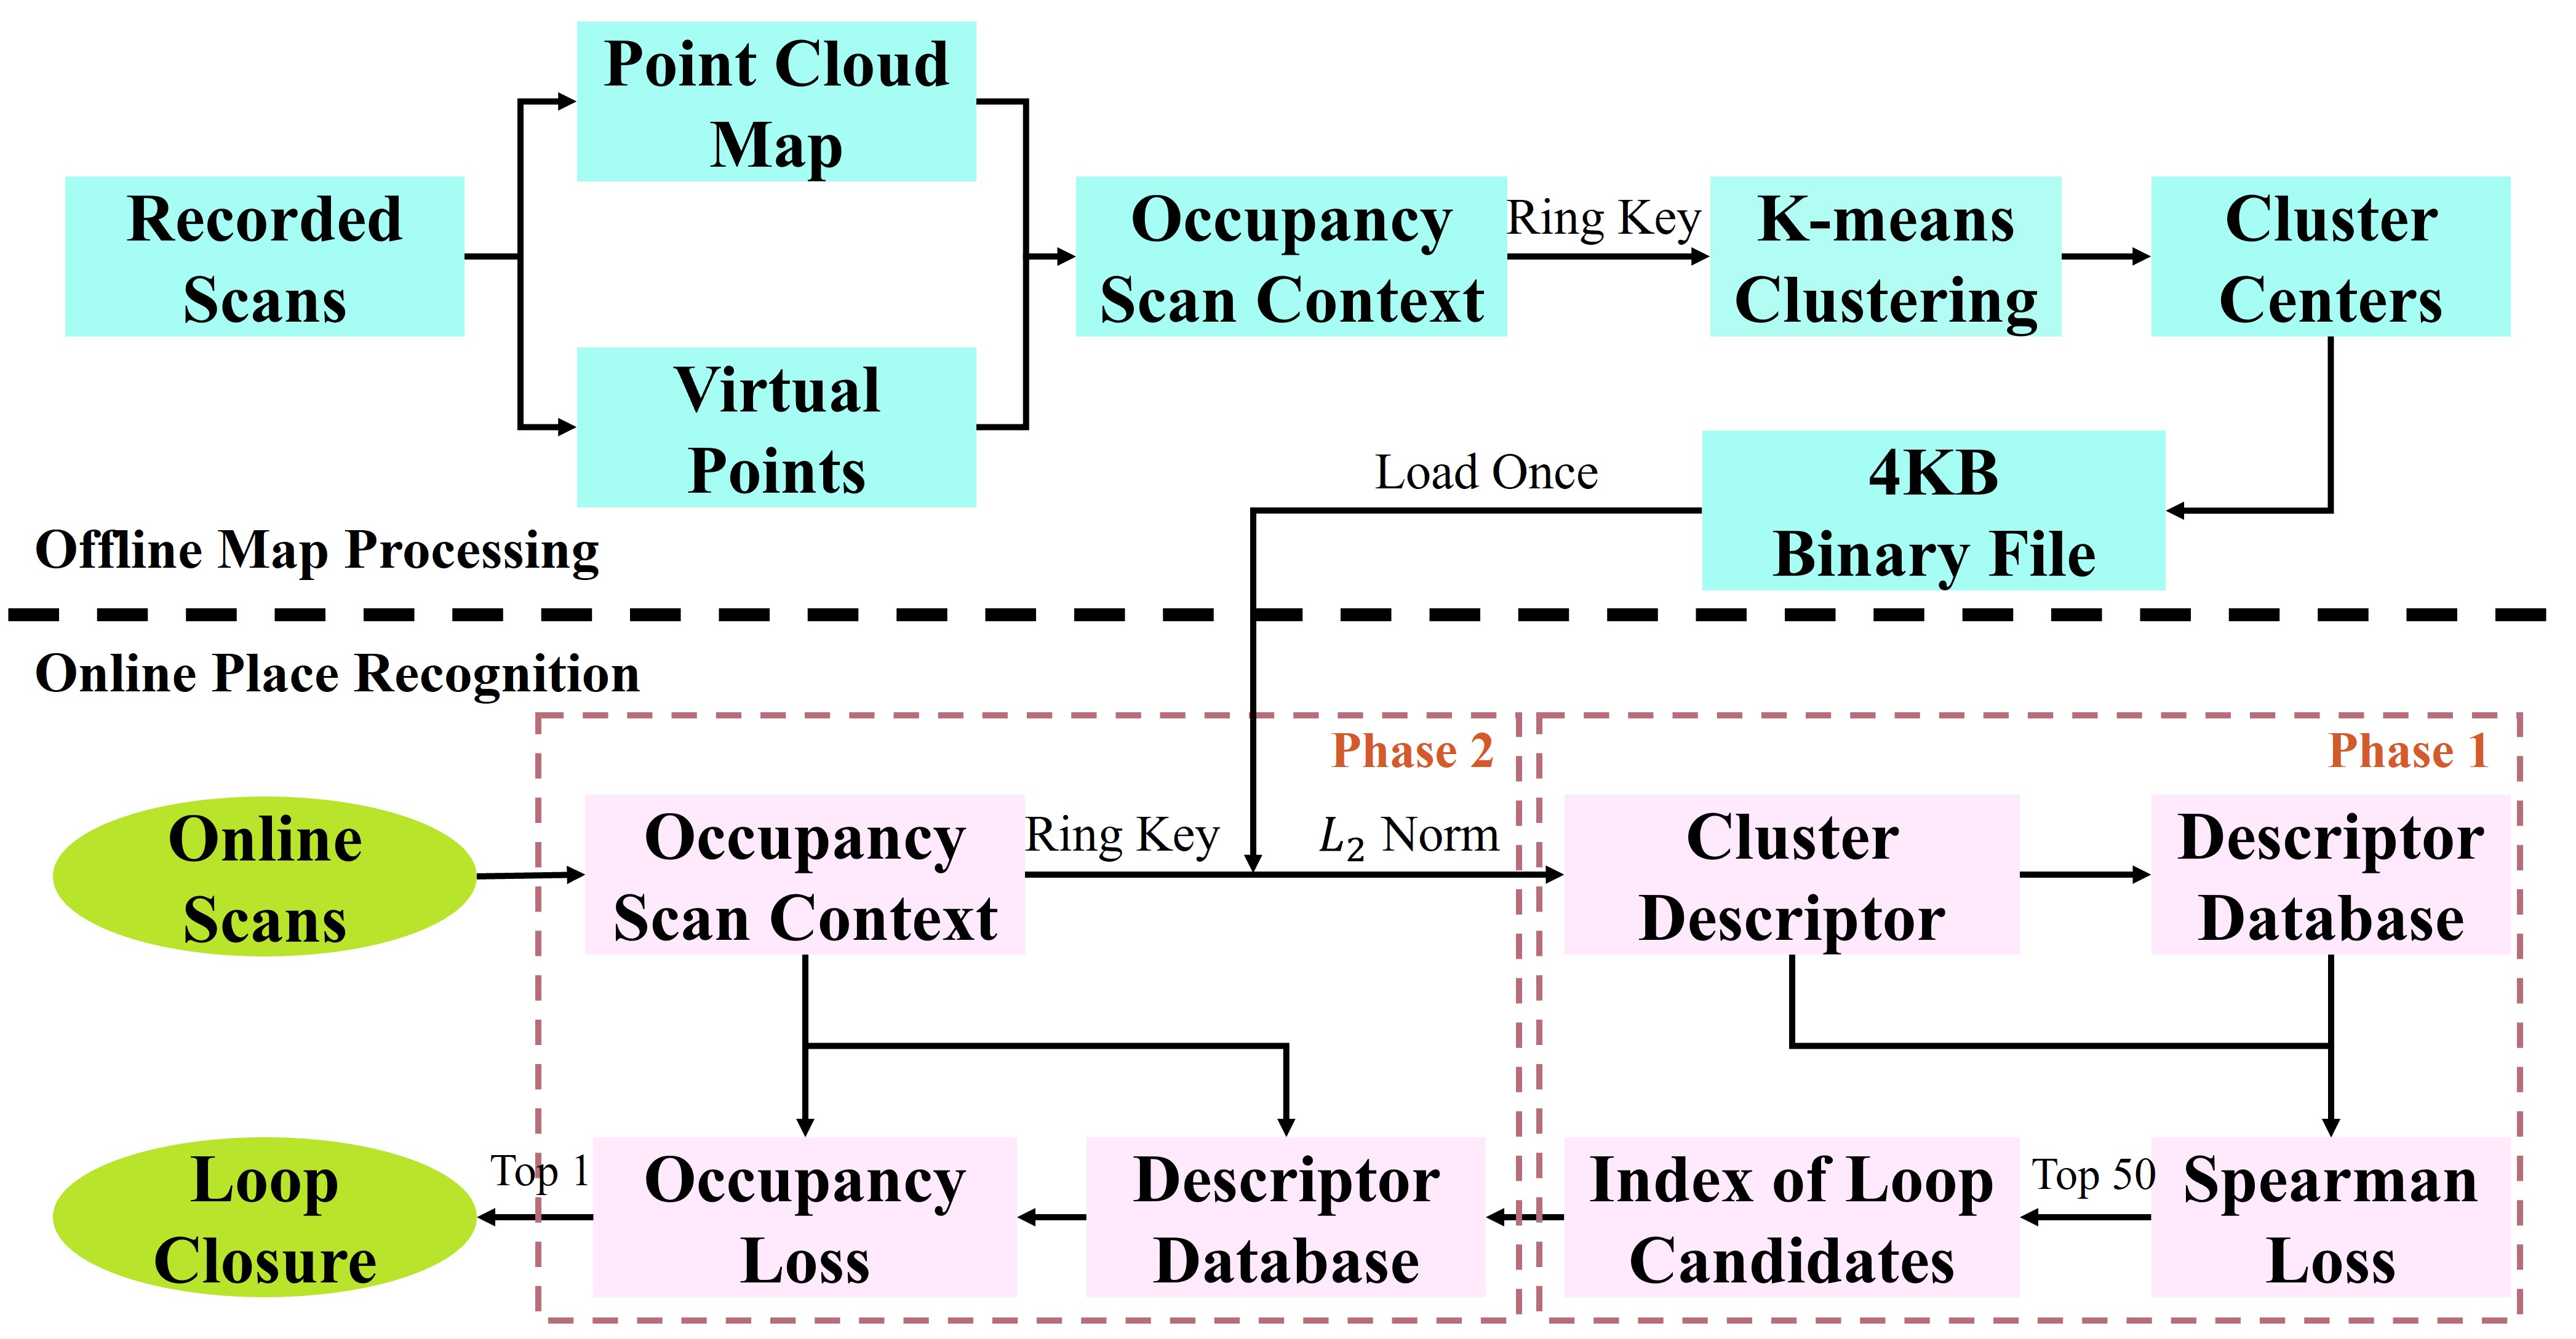 Point Cloud
Map
Recorded
Scans
Virtual
Points
Occupancy
Scan Context
Ring Key
K-means
Clustering
Cluster
Centers
4KB
Binary File
Load Once
Offline Map Processing
Online Place Recognition
Phase 2
Phase 1
Online
Scans
Occupancy
Scan Context
Ring Key
L₂ Norm
Cluster
Descriptor
Descriptor
Database
Loop
Closure
Top 1
Occupancy
Loss
Descriptor
Database
Index of Loop
Candidates
Top 50
Spearman
Loss